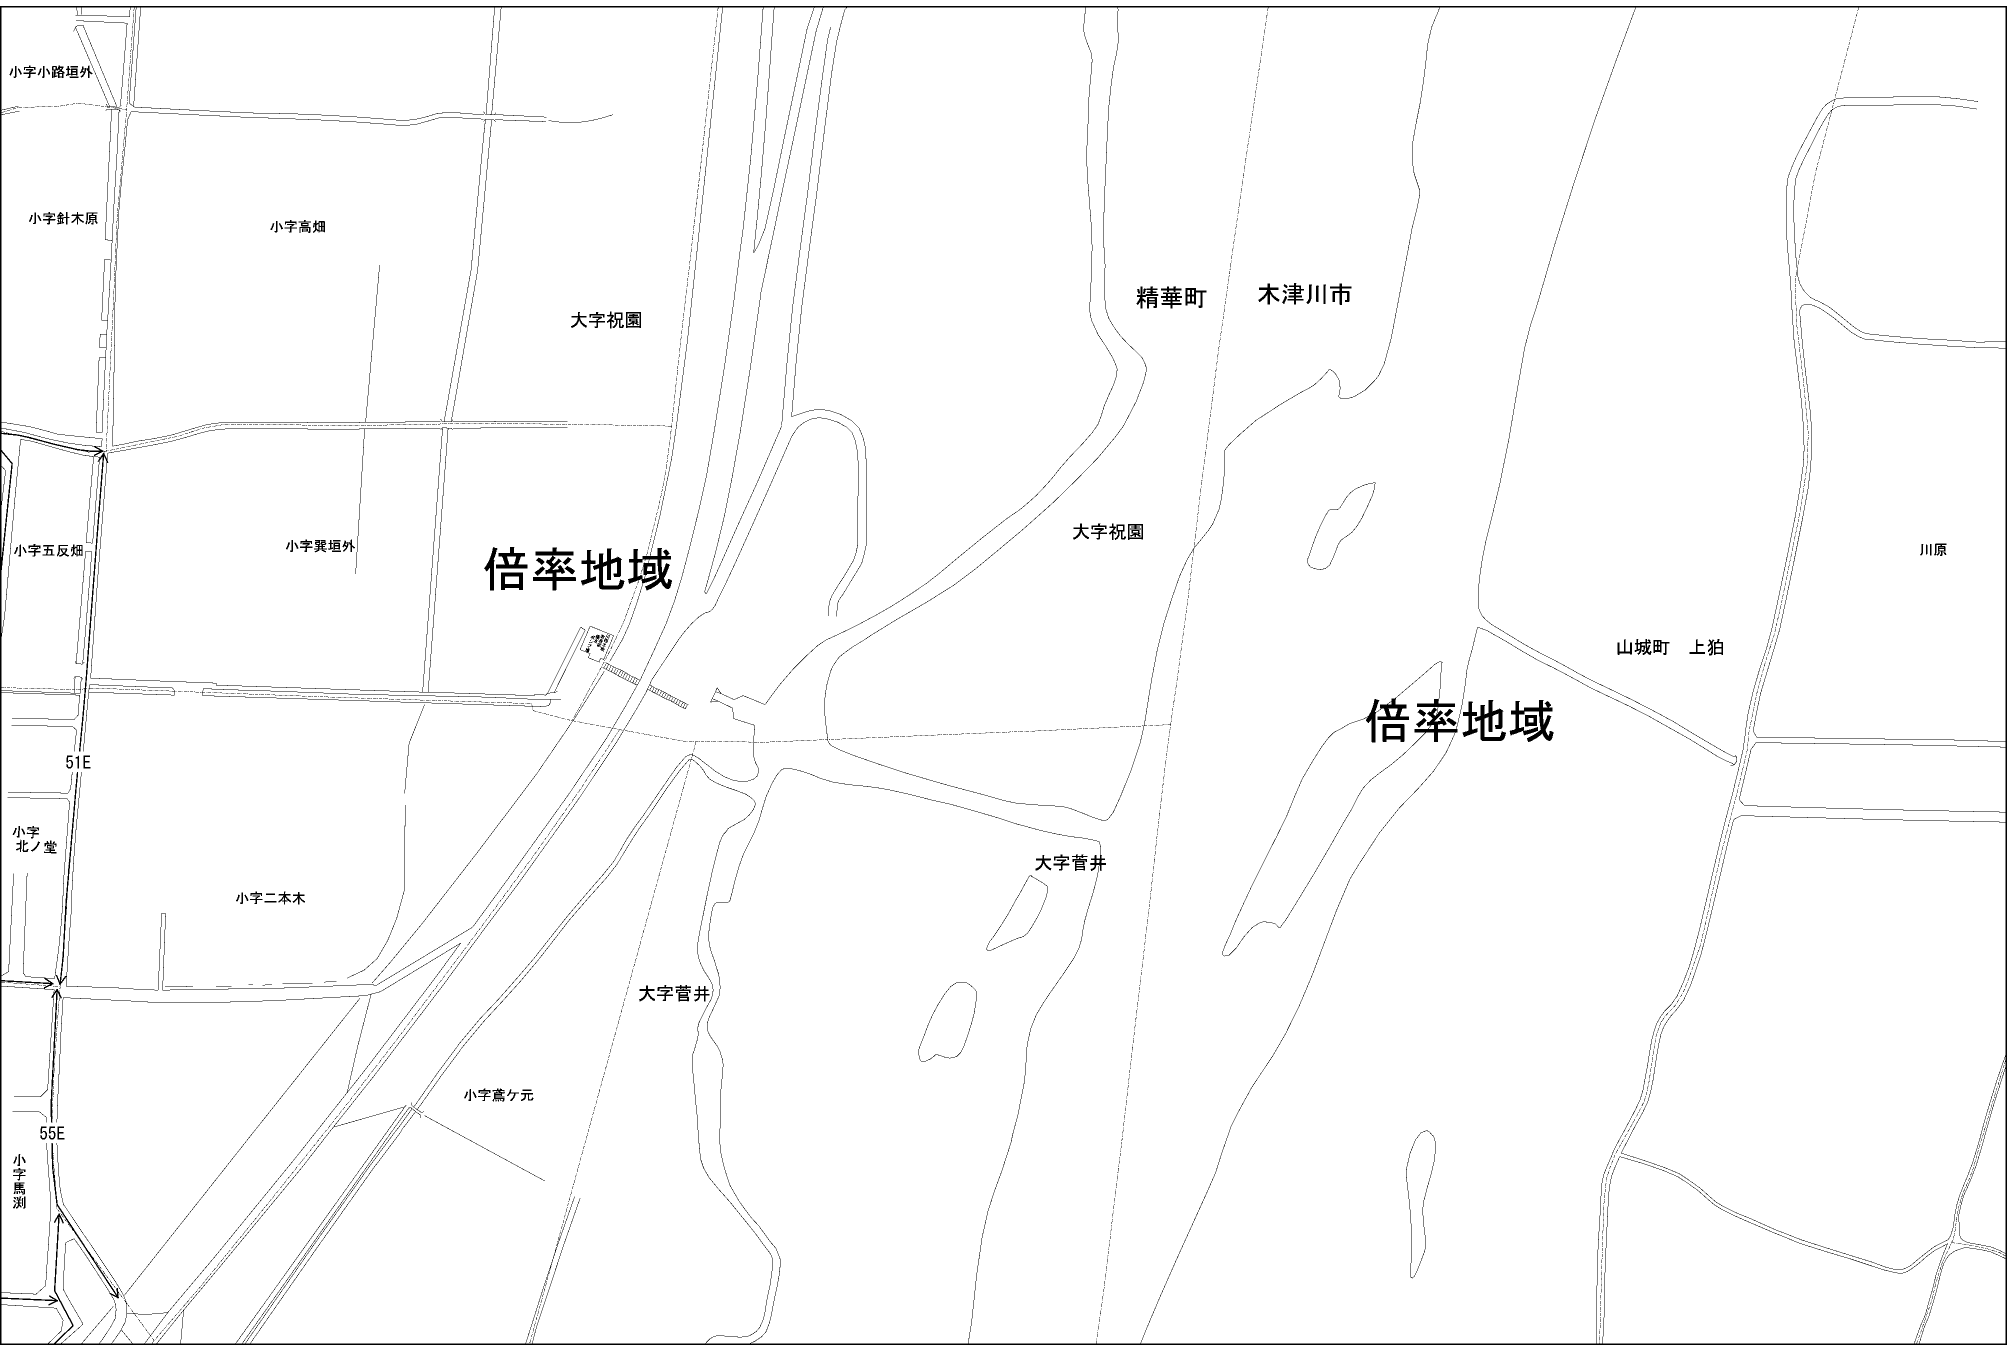 小字小路垣外
小字針木原
小字高畑
精華町
木津川市
大字祝園
大字祝園
小字五反畑
小字巽垣外
倍率地域
川原
山城町　上狛
倍率地域
51E
小字
北ノ堂
大字菅井
小字二本木
大字菅井
小字鳶ケ元
55E
小字馬渕